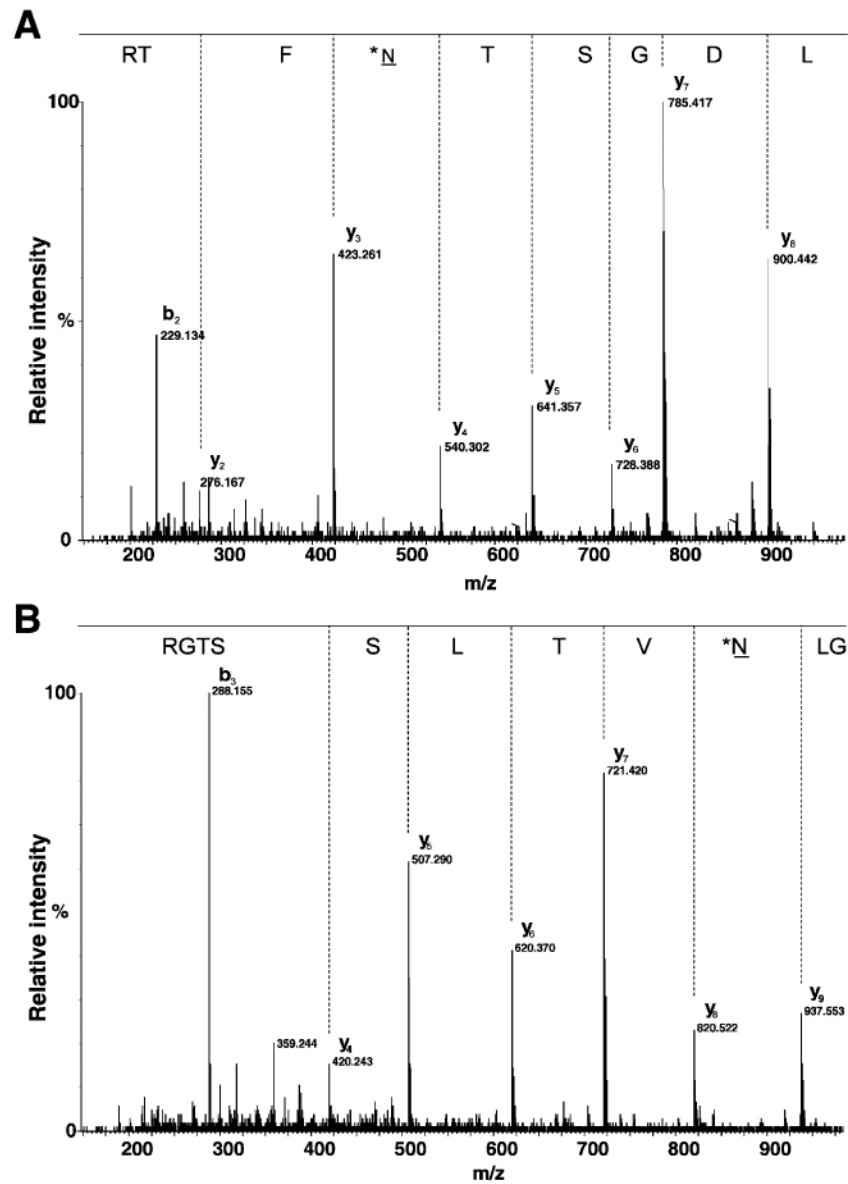 A
RT F *N T S G D L
100
y7
785.417
y3
423.261
y8
900.442
b2
229.134
y5
641.357
y4
540.302
y6
728.388
y2
276.167
Relative intensity
%
0
200 300 400 500 600 700 800 900
m/z
B
RGTS S L T V *N LG
b3
288.155
100
y7
721.420
y5
507.290
y6
620.370
y9
937.553
y8
820.522
y4
420.243
359.244
Relative intensity
%
0
200 300 400 500 600 700 800 900
m/z